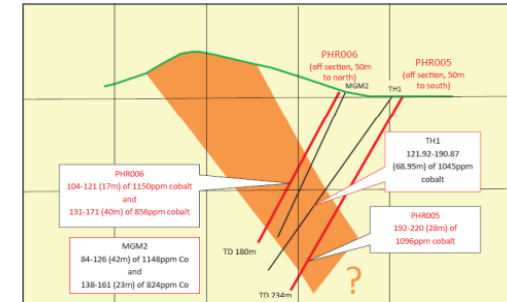 PHR006
(off section, 50m
to north)
PHR005
(off section, 50m
to south)
MGM2
TH1
TH1
121.92-190.87
(68.95m) of 1045ppm
cobalt
PHR006
104-121 (17m) of 1150ppm cobalt
and
131-171 (40m) of 856ppm cobalt
PHR005
192-220 (28m) of
1096ppm cobalt
MGM2
84-126 (42m) of 1148ppm Co
and
138-161 (23m) of 824ppm Co
TD 180m
TD 234m
?